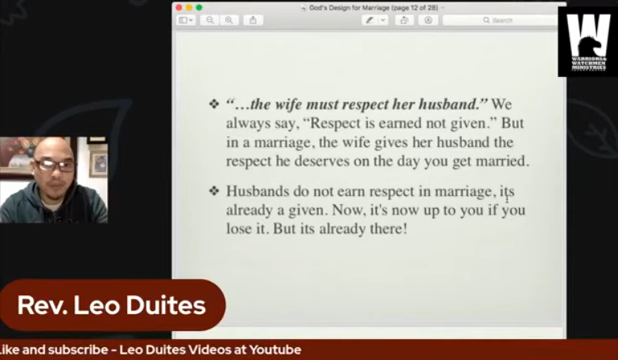 God's Design for Marriage (page 12 of 28)
Search
W
WARRIORS &
WATCHMEN
MINISTRIES
❖ “…the wife must respect her husband.” We
always say, “Respect is earned not given.” But
in a marriage, the wife gives her husband the
respect he deserves on the day you get married.
❖ Husbands do not earn respect in marriage, its
already a given. Now, it's now up to you if you
lose it. But its already there!
Rev. Leo Duites
Like and subscribe - Leo Duites Videos at Youtube